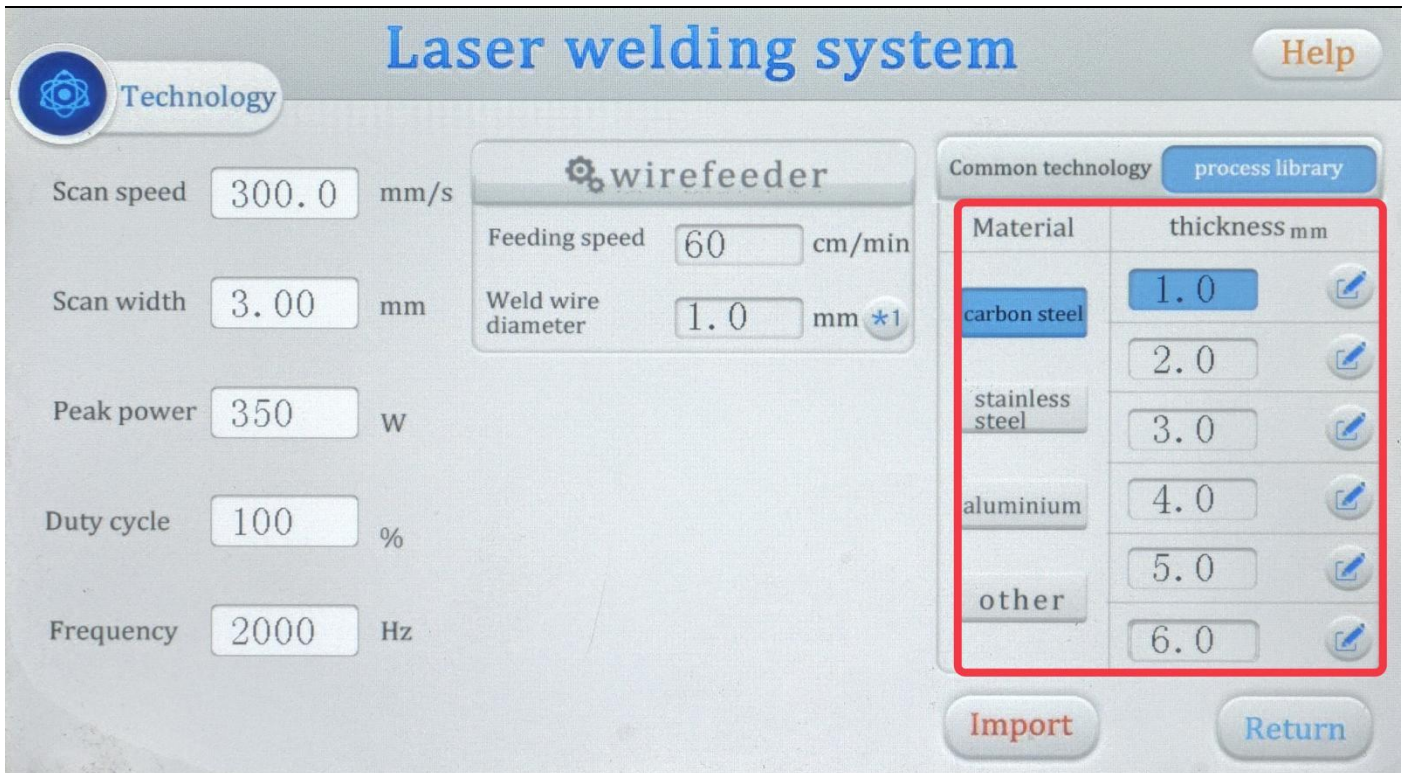 Laser welding system
Help
Technology
Scan speed 300.0 mm/s
Scan width 3.00 mm
Peak power 350 W
Duty cycle 100 %
Frequency 2000 Hz
wirefeeder
Feeding speed 60 cm/min
Weld wire
diameter 1.0 mm *1
Common technology process library
Material thickness mm
carbon steel
stainless
steel
aluminium
other
1.0
2.0
3.0
4.0
5.0
6.0
Import Return